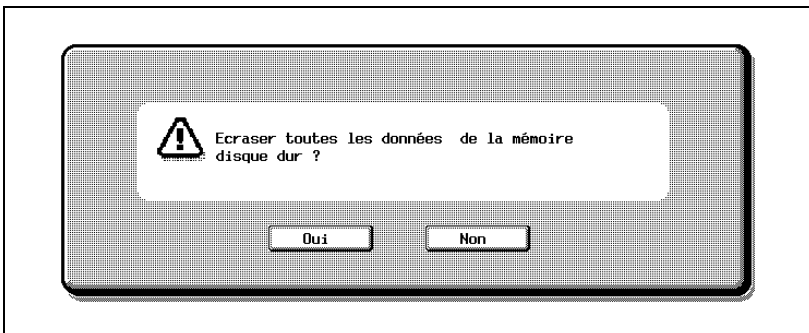 Ecraser toutes les données  de la mémoire
disque dur ?
Oui
Non